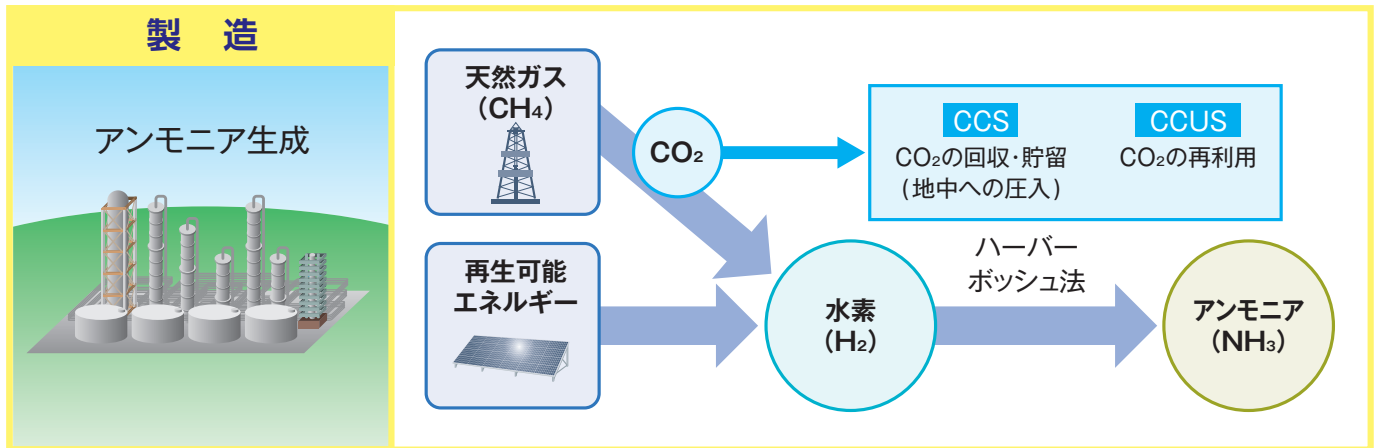 製 造
アンモニア生成
天然ガス
（CH₄）
CO₂
CCS
CO₂の回収・貯留
(地中への圧入)
CCUS
CO₂の再利用
再生可能
エネルギー
水素
（H₂）
ハーバー
ボッシュ法
アンモニア
（NH₃）